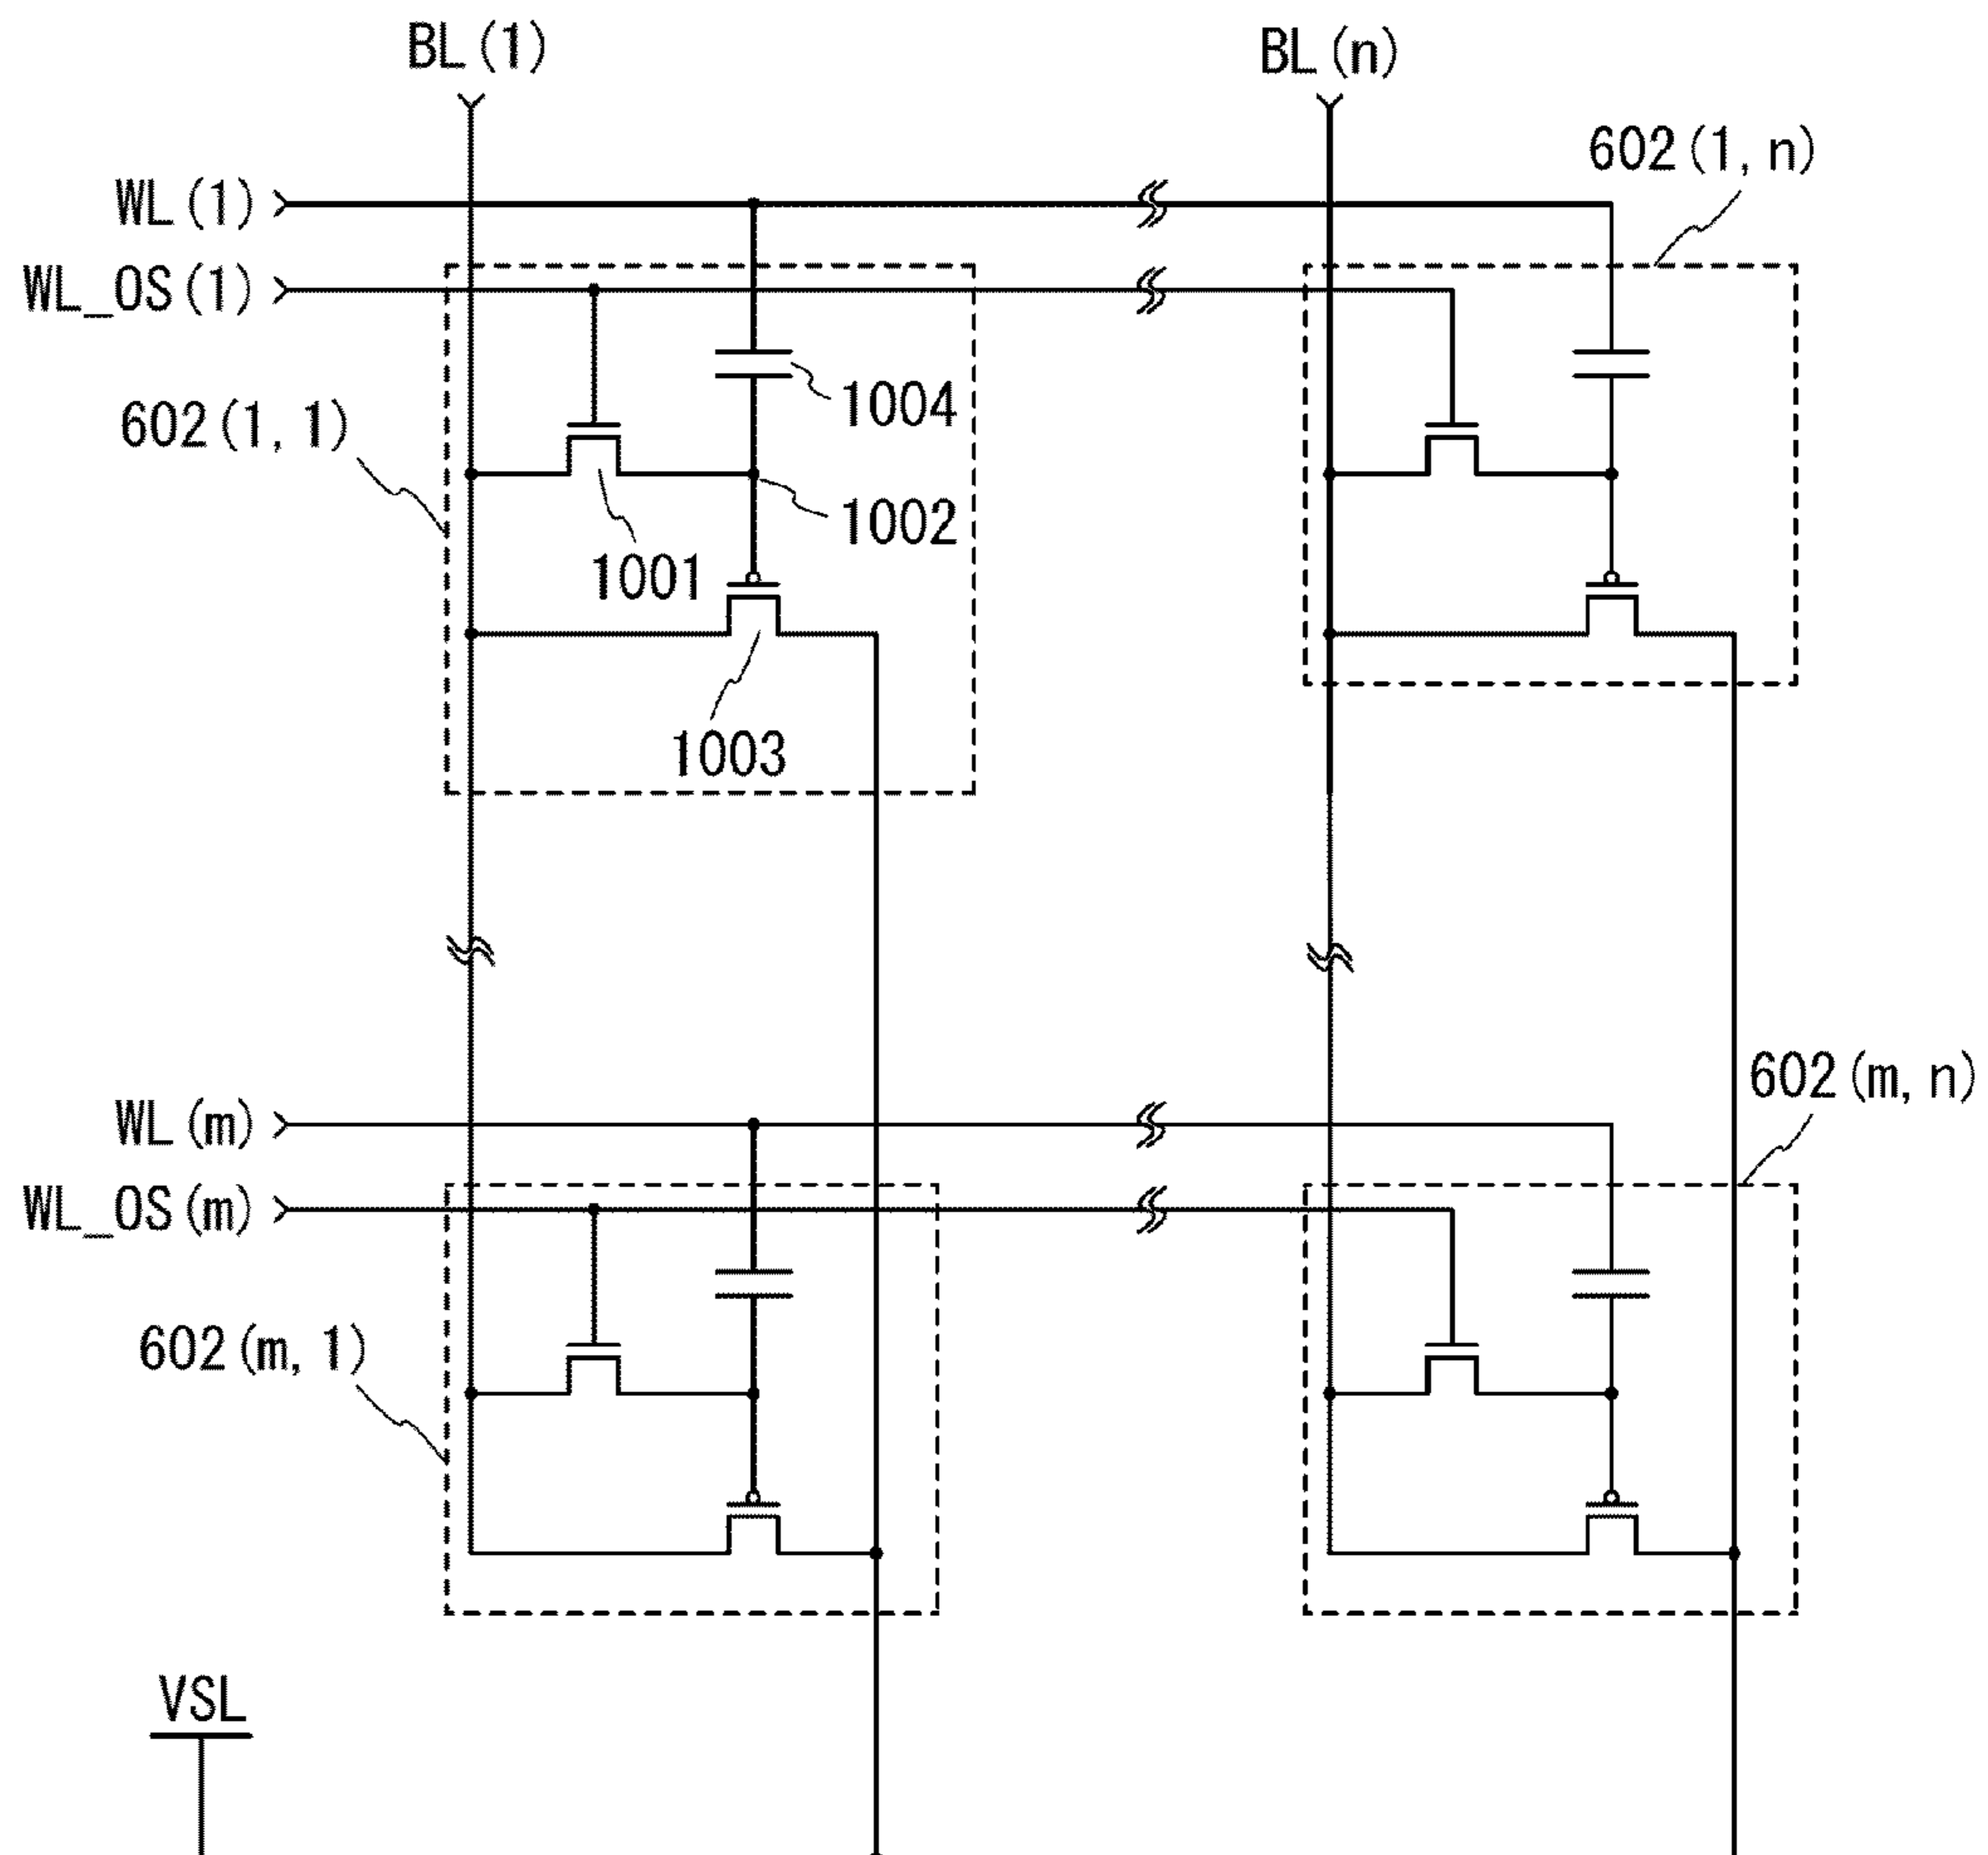 BL(1)
BL(n)
602(1, n)
WL(1)
WL_OS(1)
1004
602(1, 1)
1002
1001
1003
602(m, n)
WL(m)
WL_OS(m)
602(m, 1)
VSL